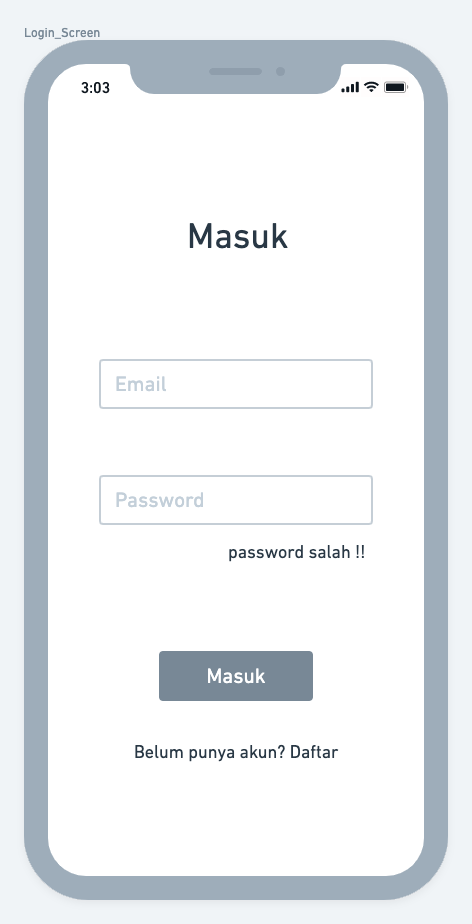 Login_Screen
3:03
Masuk
Email
Password
password salah !!
Masuk
Belum punya akun? Daftar